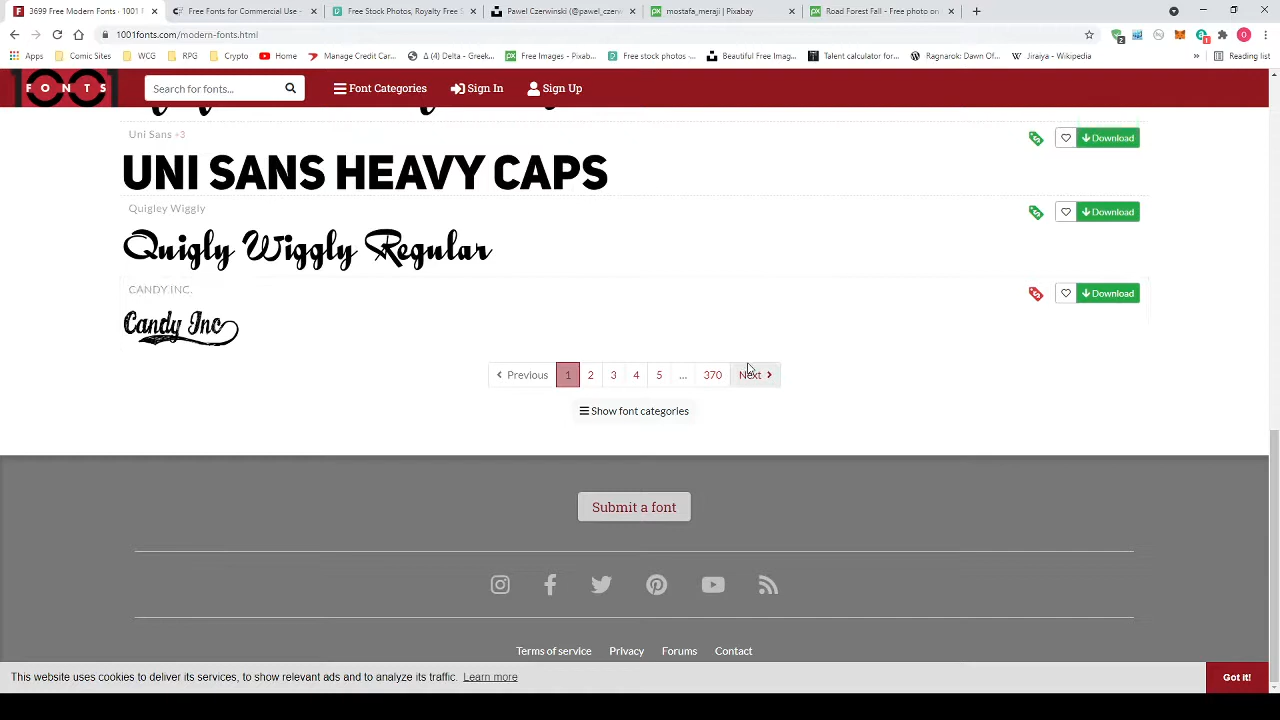 3699 Free Modern Fonts · 1001 F
Free Fonts for Commercial Use -
Free Stock Photos, Royalty Free S
Pawel Czerwinski (@pawel_czerw
mostafa_meraji | Pixabay
Road Forest Fall - Free photo on
1001fonts.com/modern-fonts.html
Apps
Comic Sites
WCG
RPG
Crypto
Home
Manage Credit Car...
Δ (4) Delta - Greek...
Free Images - Pixab...
Free stock photos -...
Beautiful Free Imag...
Talent calculator for...
Ragnarok: Dawn Of...
Jiraiya - Wikipedia
»
Reading list
1001
FONTS
Search for fonts...
Font Categories
Sign In
Sign Up
Uni Sans +3
Download
UNI SANS HEAVY CAPS
Quigley Wiggly
Download
Quigly Wiggly Regular
CANDY INC.
Download
Candy Inc
Previous 1 2 3 4 5 ... 370 Next
Show font categories
Submit a font
Terms of service Privacy Forums Contact
This website uses cookies to deliver its services, to show relevant ads and to analyze its traffic. Learn more
Got it!